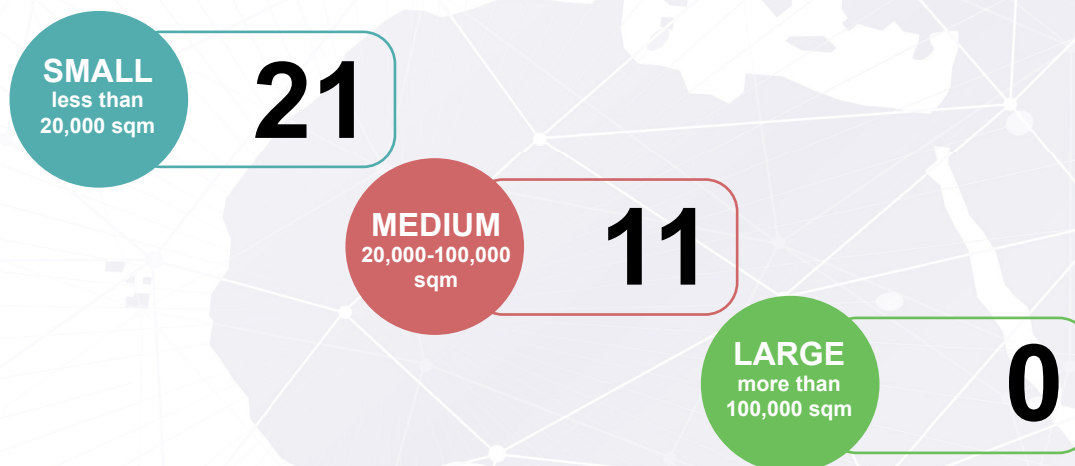 SMALL
less than
20,000 sqm
21
MEDIUM
20,000-100,000
sqm
11
LARGE
more than
100,000 sqm
0